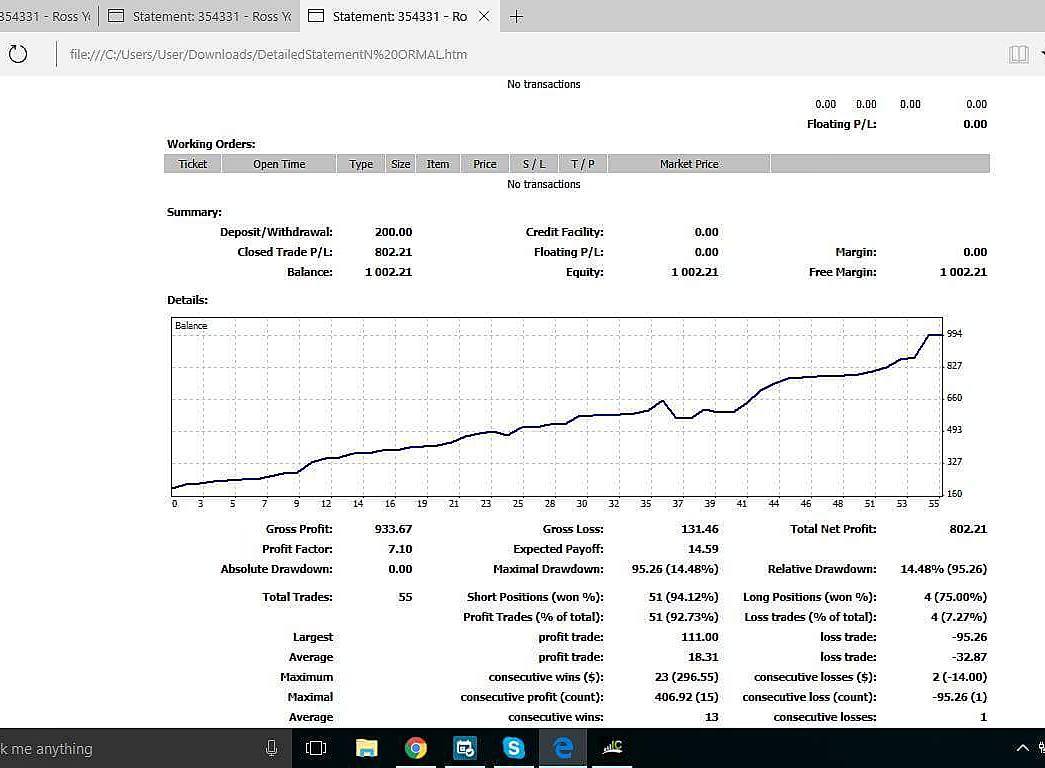 354331 - Ross Y Statement: 354331 - Ross Y Statement: 354331 - Ro
file:///C:/Users/User/Downloads/DetailedStatementN%20ORMAL.htm
No transactions
0.00 0.00 0.00 0.00
Floating P/L: 0.00
Working Orders:
Ticket Open Time Type Size Item Price S / L T / P Market Price
No transactions
Summary:
Deposit/Withdrawal: 200.00 Credit Facility: 0.00
Closed Trade P/L: 802.21 Floating P/L: 0.00 Margin: 0.00
Balance: 1 002.21 Equity: 1 002.21 Free Margin: 1 002.21
Details:
Balance
994
827
660
493
327
160
0 3 5 7 9 12 14 16 19 21 23 25 28 30 32 35 37 39 41 44 46 48 51 53 55
Gross Profit: 933.67 Gross Loss: 131.46 Total Net Profit: 802.21
Profit Factor: 7.10 Expected Payoff: 14.59
Absolute Drawdown: 0.00 Maximal Drawdown: 95.26 (14.48%) Relative Drawdown: 14.48% (95.26)
Total Trades: 55 Short Positions (won %): 51 (94.12%) Long Positions (won %): 4 (75.00%)
Profit Trades (% of total): 51 (92.73%) Loss trades (% of total): 4 (7.27%)
Largest profit trade: 111.00 loss trade: -95.26
Average profit trade: 18.31 loss trade: -32.87
Maximum consecutive wins ($): 23 (296.55) consecutive losses ($): 2 (-14.00)
Maximal consecutive profit (count): 406.92 (15) consecutive loss (count): -95.26 (1)
Average consecutive wins: 13 consecutive losses: 1
k me anything